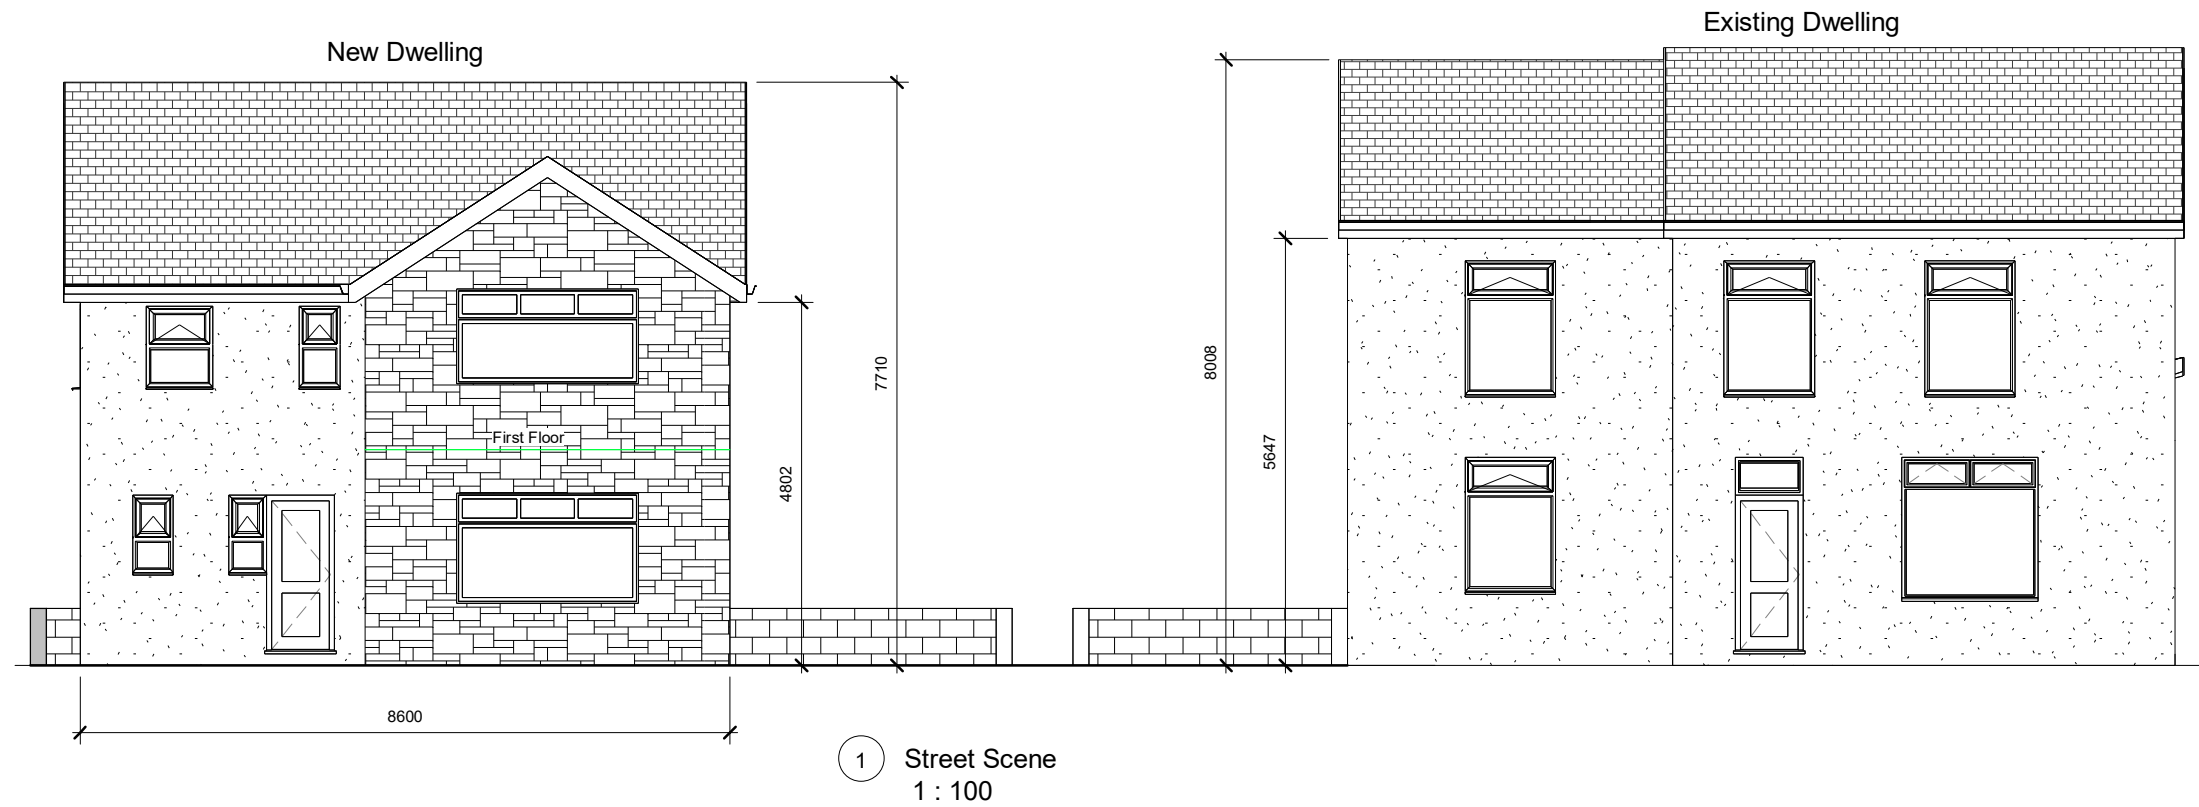 New Dwelling
Existing Dwelling
First Floor
4802
7710
8008
5647
8600
1
Street Scene
1 : 100